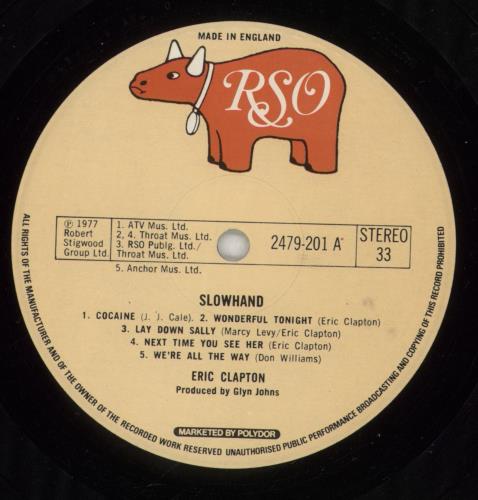 MADE IN ENGLAND
RSO
℗ 1977
Robert
Stigwood
Group Ltd.
1. ATV Mus. Ltd.
2, 4. Throat Mus. Ltd.
3. RSO Publg. Ltd./
Throat Mus. Ltd.
5. Anchor Mus. Ltd.
2479-201 A
STEREO
33
SLOWHAND
1. COCAINE (J. J. Cale). 2. WONDERFUL TONIGHT (Eric Clapton)
3. LAY DOWN SALLY (Marcy Levy/Eric Clapton)
4. NEXT TIME YOU SEE HER (Eric Clapton)
5. WE'RE ALL THE WAY (Don Williams)
ERIC CLAPTON
Produced by Glyn Johns
MARKETED BY POLYDOR
ALL RIGHTS OF THE MANUFACTURER AND OF THE OWNER OF THE RECORDED WORK RESERVED UNAUTHORISED PUBLIC PERFORMANCE BROADCASTING AND COPYING OF THIS RECORD PROHIBITED